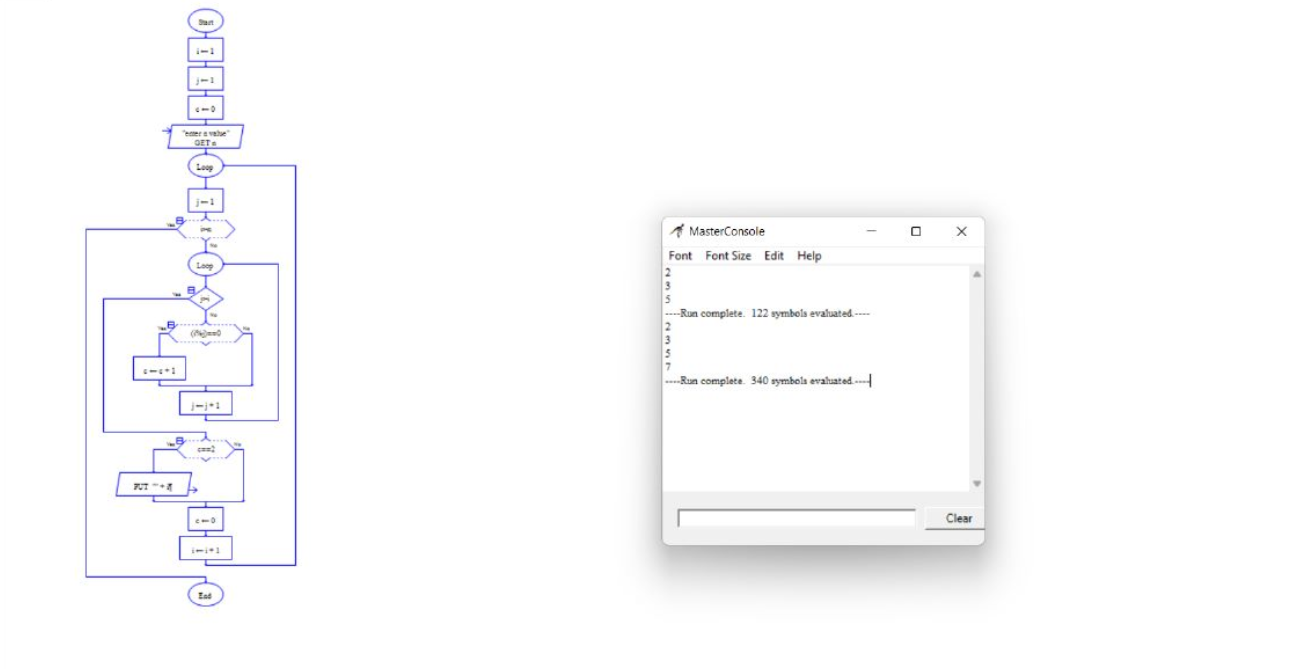 Start
i ← 1
j ← 1
c ← 0
"enter n value"
GET n
Loop
j ← 1
Yes
i>n
No
Loop
Yes
j>i
No
Yes
(i%j)==0
No
c ← c + 1
j ← j + 1
Yes
c==2
No
PUT ""+i¶
c ← 0
i ← i + 1
End
MasterConsole
Font Font Size Edit Help
2
3
5
----Run complete. 122 symbols evaluated.----
2
3
5
7
----Run complete. 340 symbols evaluated.----
Clear